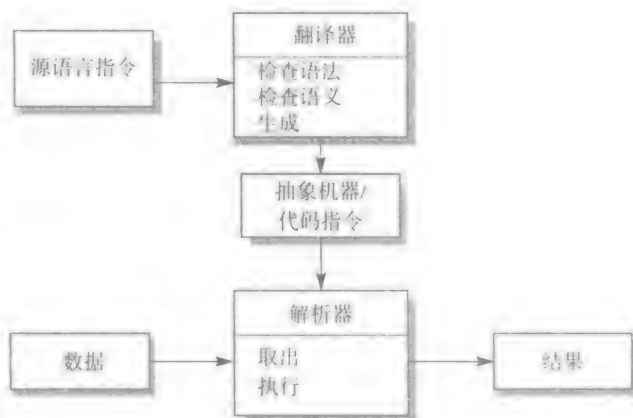 翻译器
源语言指令
检查语法
检查语义
生成
抽象机器/
代码指令
解析器
数据
取出
执行
结果